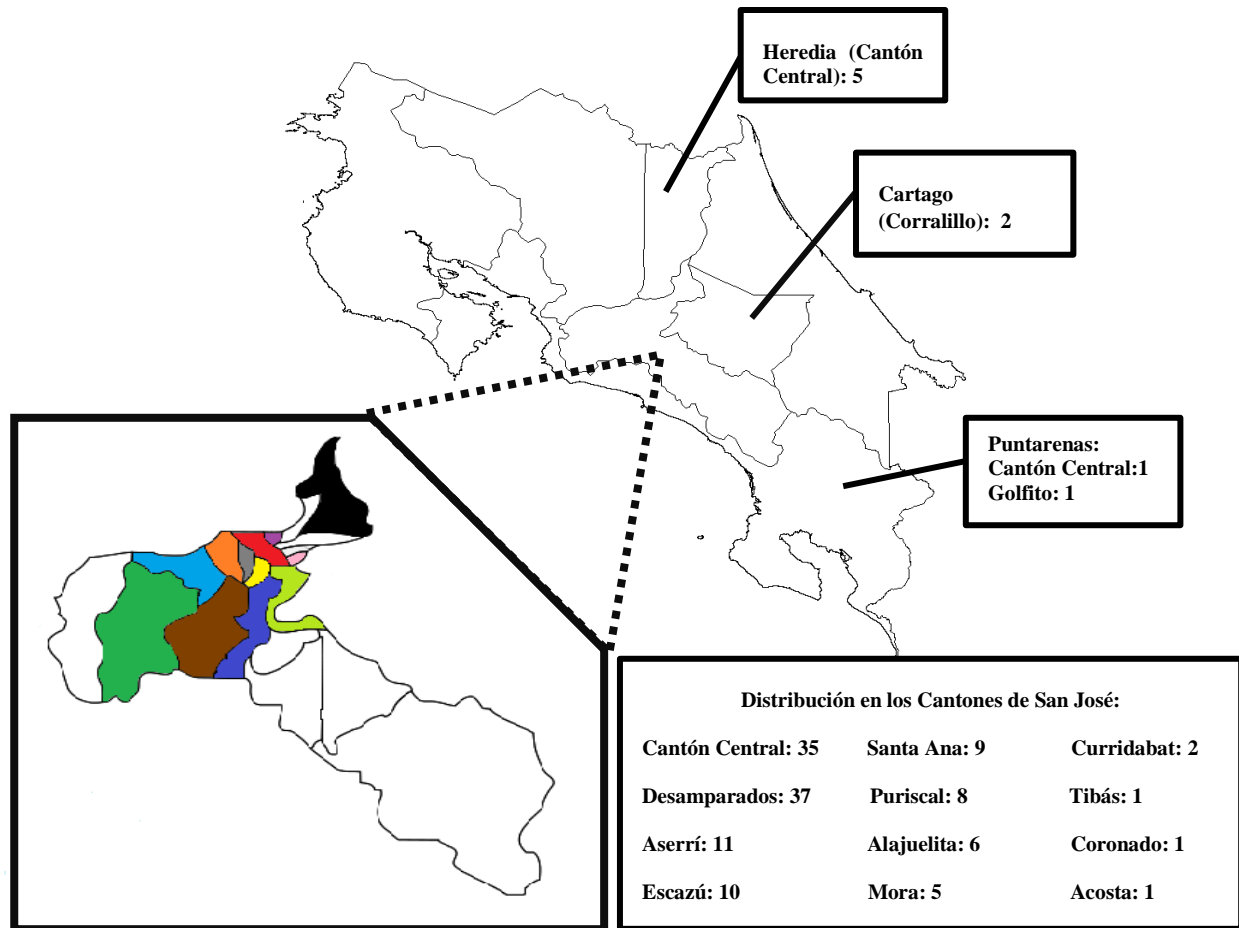 Heredia (Cantón
Central): 5
Cartago
(Corralillo): 2
Puntarenas:
Cantón Central:1
Golfito: 1
Distribución en los Cantones de San José:
Cantón Central: 35 Santa Ana: 9 Curridabat: 2
Desamparados: 37 Puriscal: 8 Tibás: 1
Aserrí: 11 Alajuelita: 6 Coronado: 1
Escazú: 10 Mora: 5 Acosta: 1